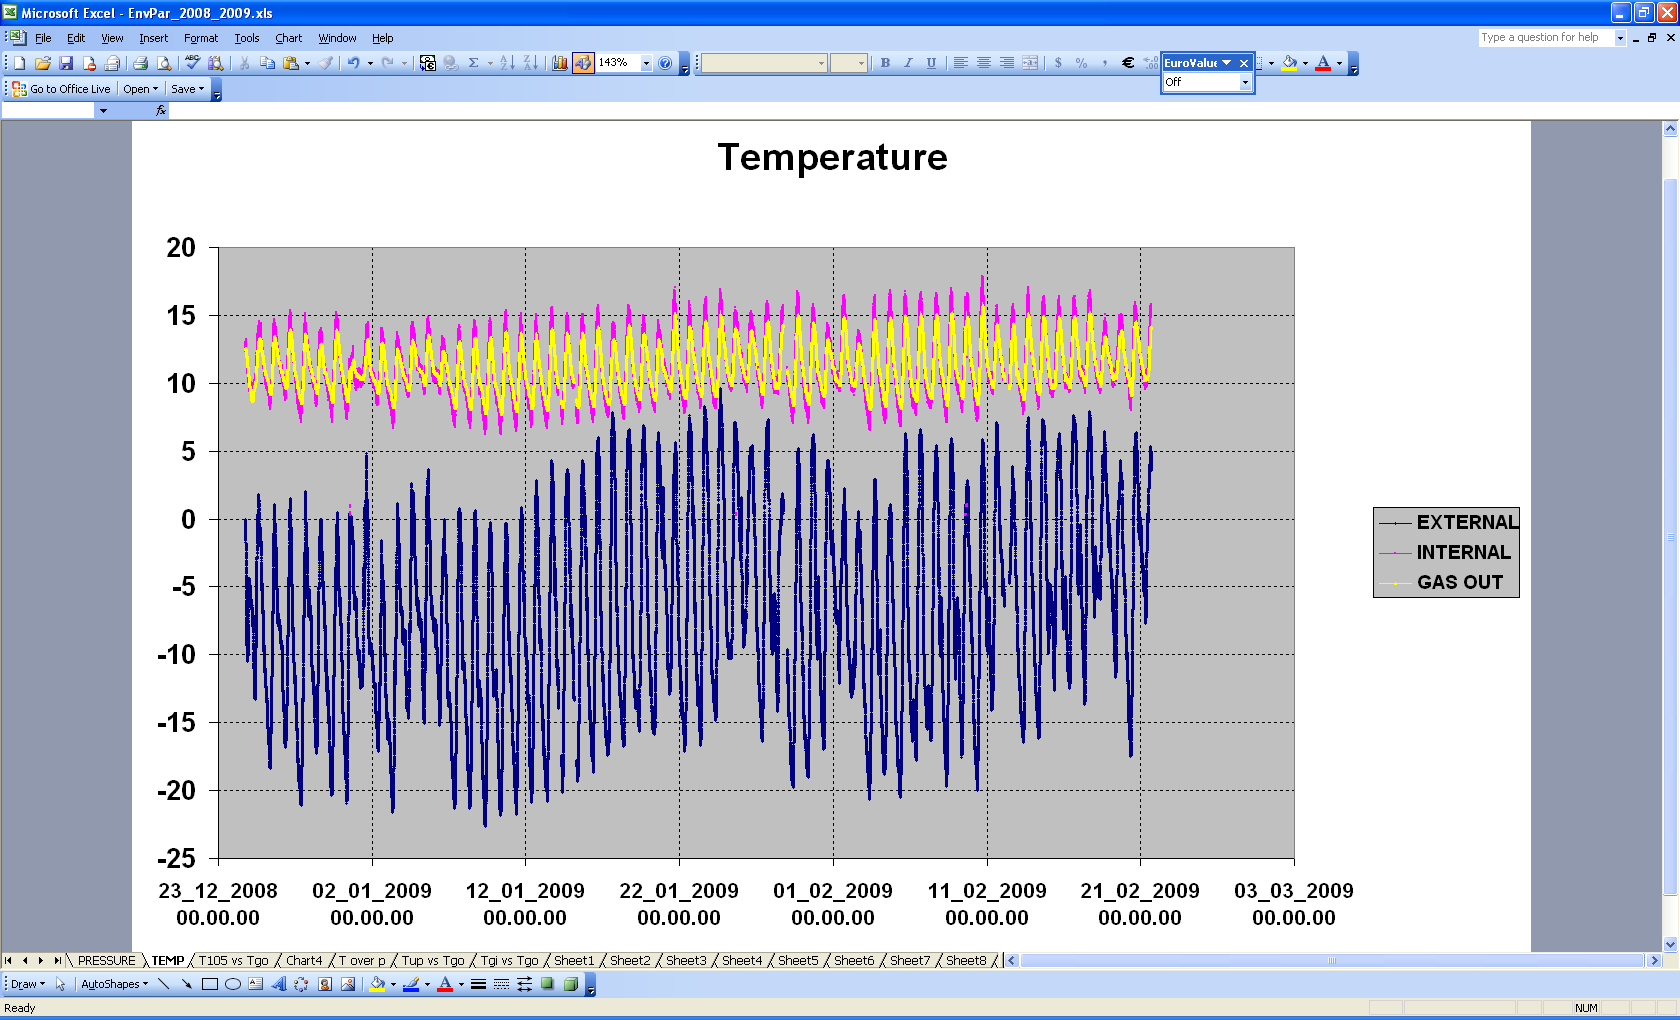 Microsoft Excel - EnvPar_2008_2009.xls
File Edit View Insert Format Tools Chart Window Help
Type a question for help
143%
B I U
$ % , €
EuroValue
Off
Go to Office Live Open Save
fx
Temperature
20
15
10
5
0
-5
-10
-15
-20
-25
23_12_2008 02_01_2009 12_01_2009 22_01_2009 01_02_2009 11_02_2009 21_02_2009 03_03_2009
00.00.00 00.00.00 00.00.00 00.00.00 00.00.00 00.00.00 00.00.00 00.00.00
EXTERNAL
INTERNAL
GAS OUT
PRESSURE TEMP T105 vs Tgo Chart4 T over p Tup vs Tgo Tgi vs Tgo Sheet1 Sheet2 Sheet3 Sheet4 Sheet5 Sheet6 Sheet7 Sheet8
Draw AutoShapes
Ready NUM